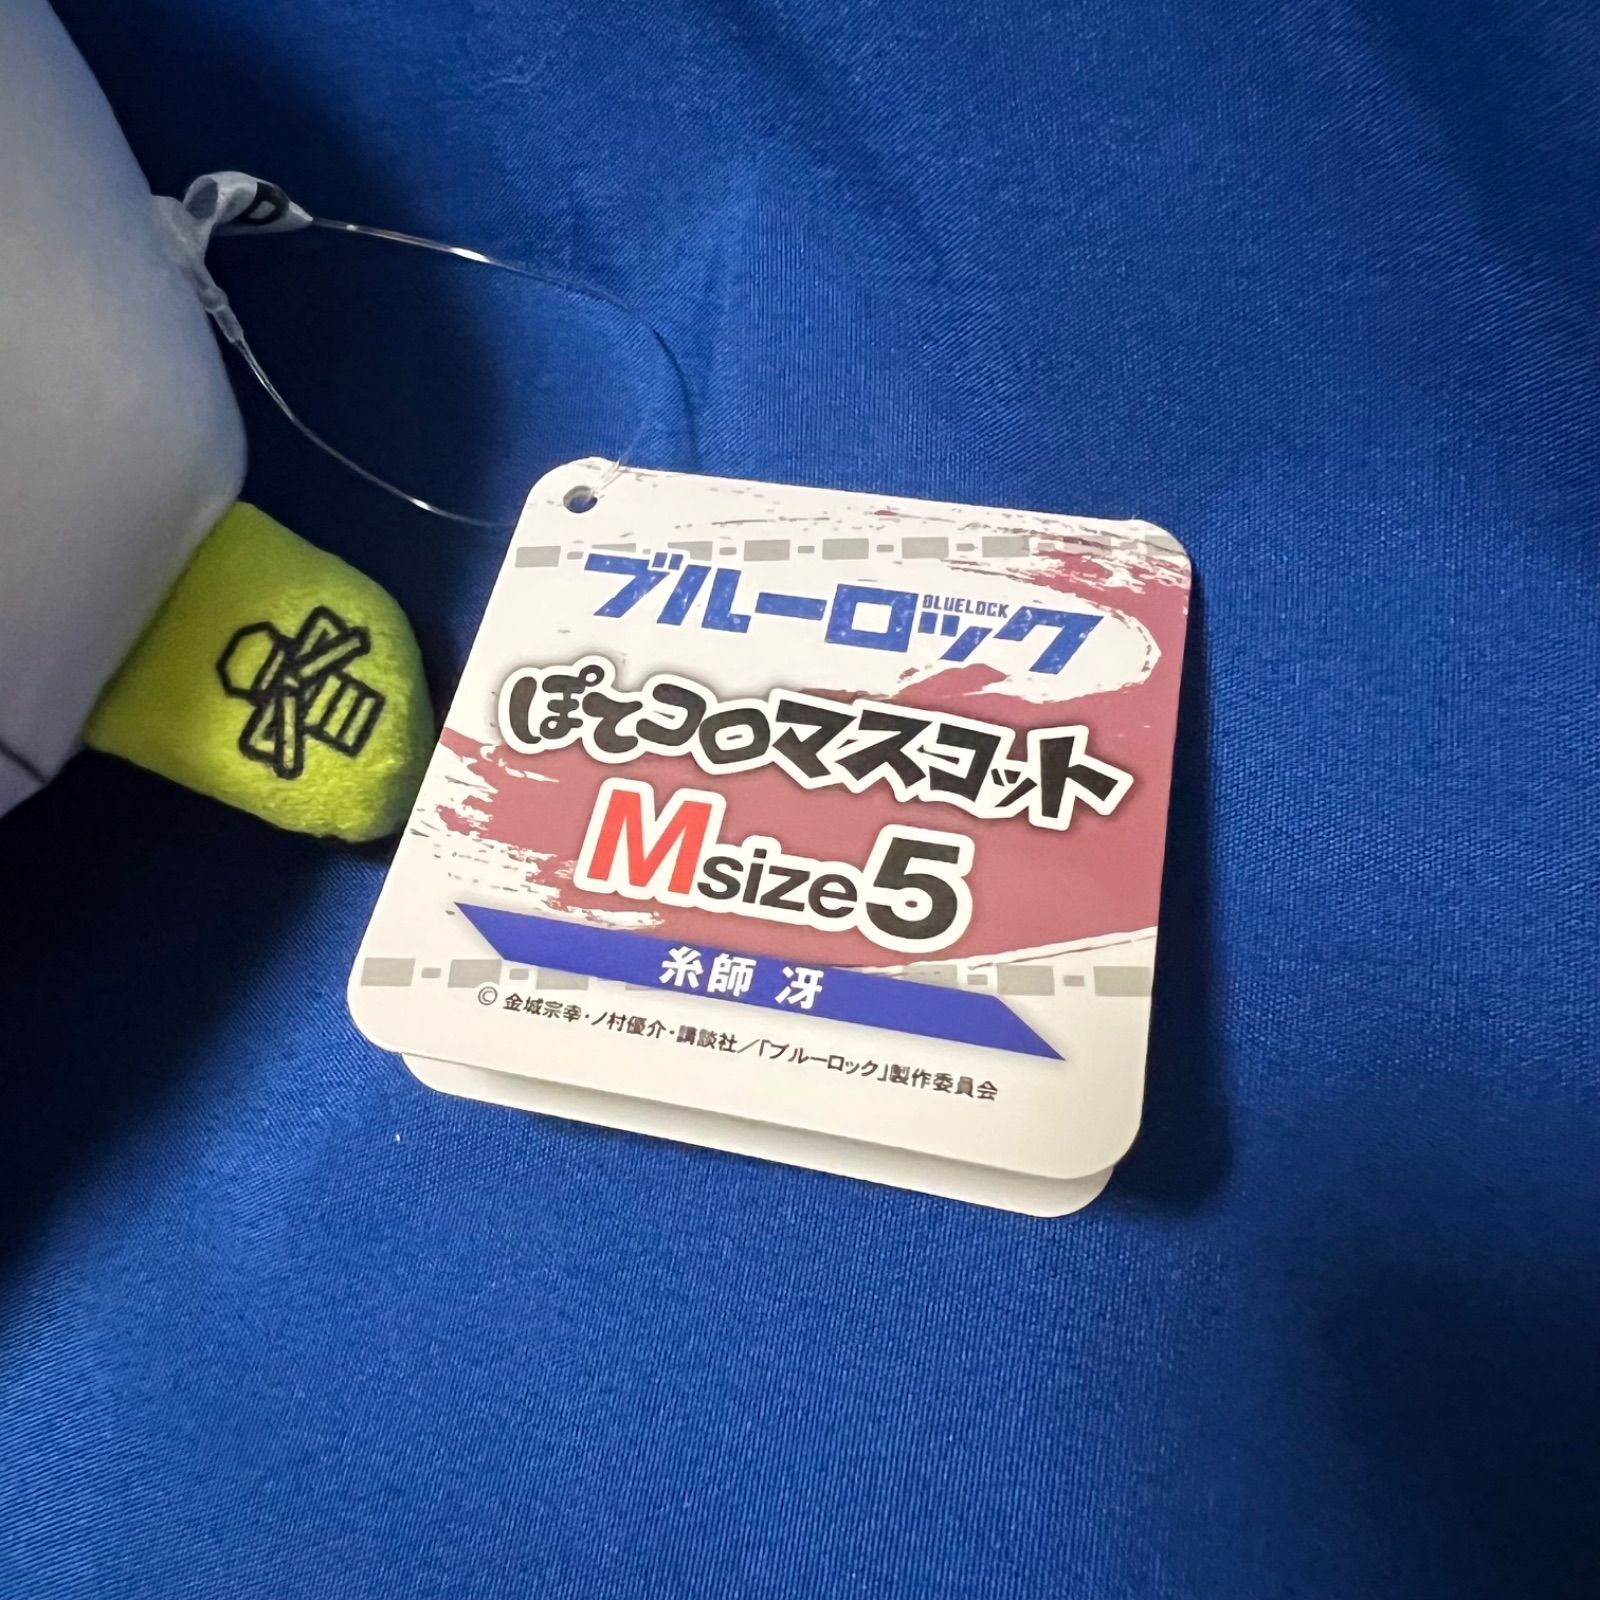 ブルーロック
BLUELOCK
ぽてコロマスコット
Msize5
糸師 冴
© 金城宗幸・ノ村優介・講談社／「ブルーロック」製作委員会